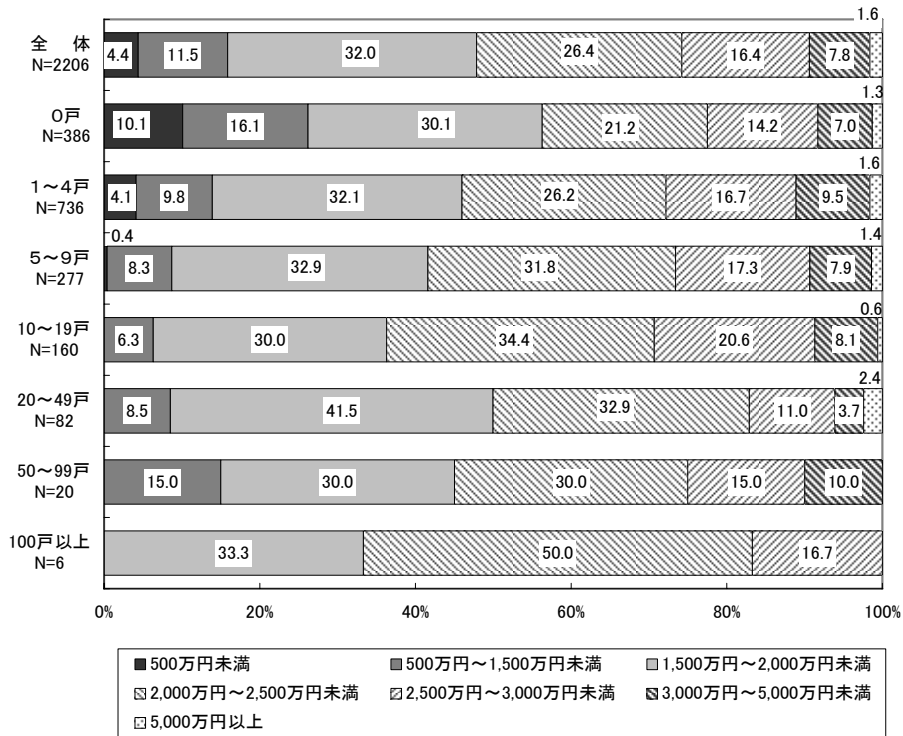 1.6
全 体
N=2206
4.4 11.5 32.0 26.4 16.4 7.8
1.3
0戸
N=386
10.1 16.1 30.1 21.2 14.2 7.0
1.6
1～4戸
N=736
4.1 9.8 32.1 26.2 16.7 9.5
0.4 1.4
5～9戸
N=277
8.3 32.9 31.8 17.3 7.9
0.6
10～19戸
N=160
6.3 30.0 34.4 20.6 8.1
2.4
20～49戸
N=82
8.5 41.5 32.9 11.0 3.7
50～99戸
N=20
15.0 30.0 30.0 15.0 10.0
100戸以上
N=6
33.3 50.0 16.7
0% 20% 40% 60% 80% 100%
500万円未満 500万円～1,500万円未満 1,500万円～2,000万円未満
2,000万円～2,500万円未満 2,500万円～3,000万円未満 3,000万円～5,000万円未満
5,000万円以上